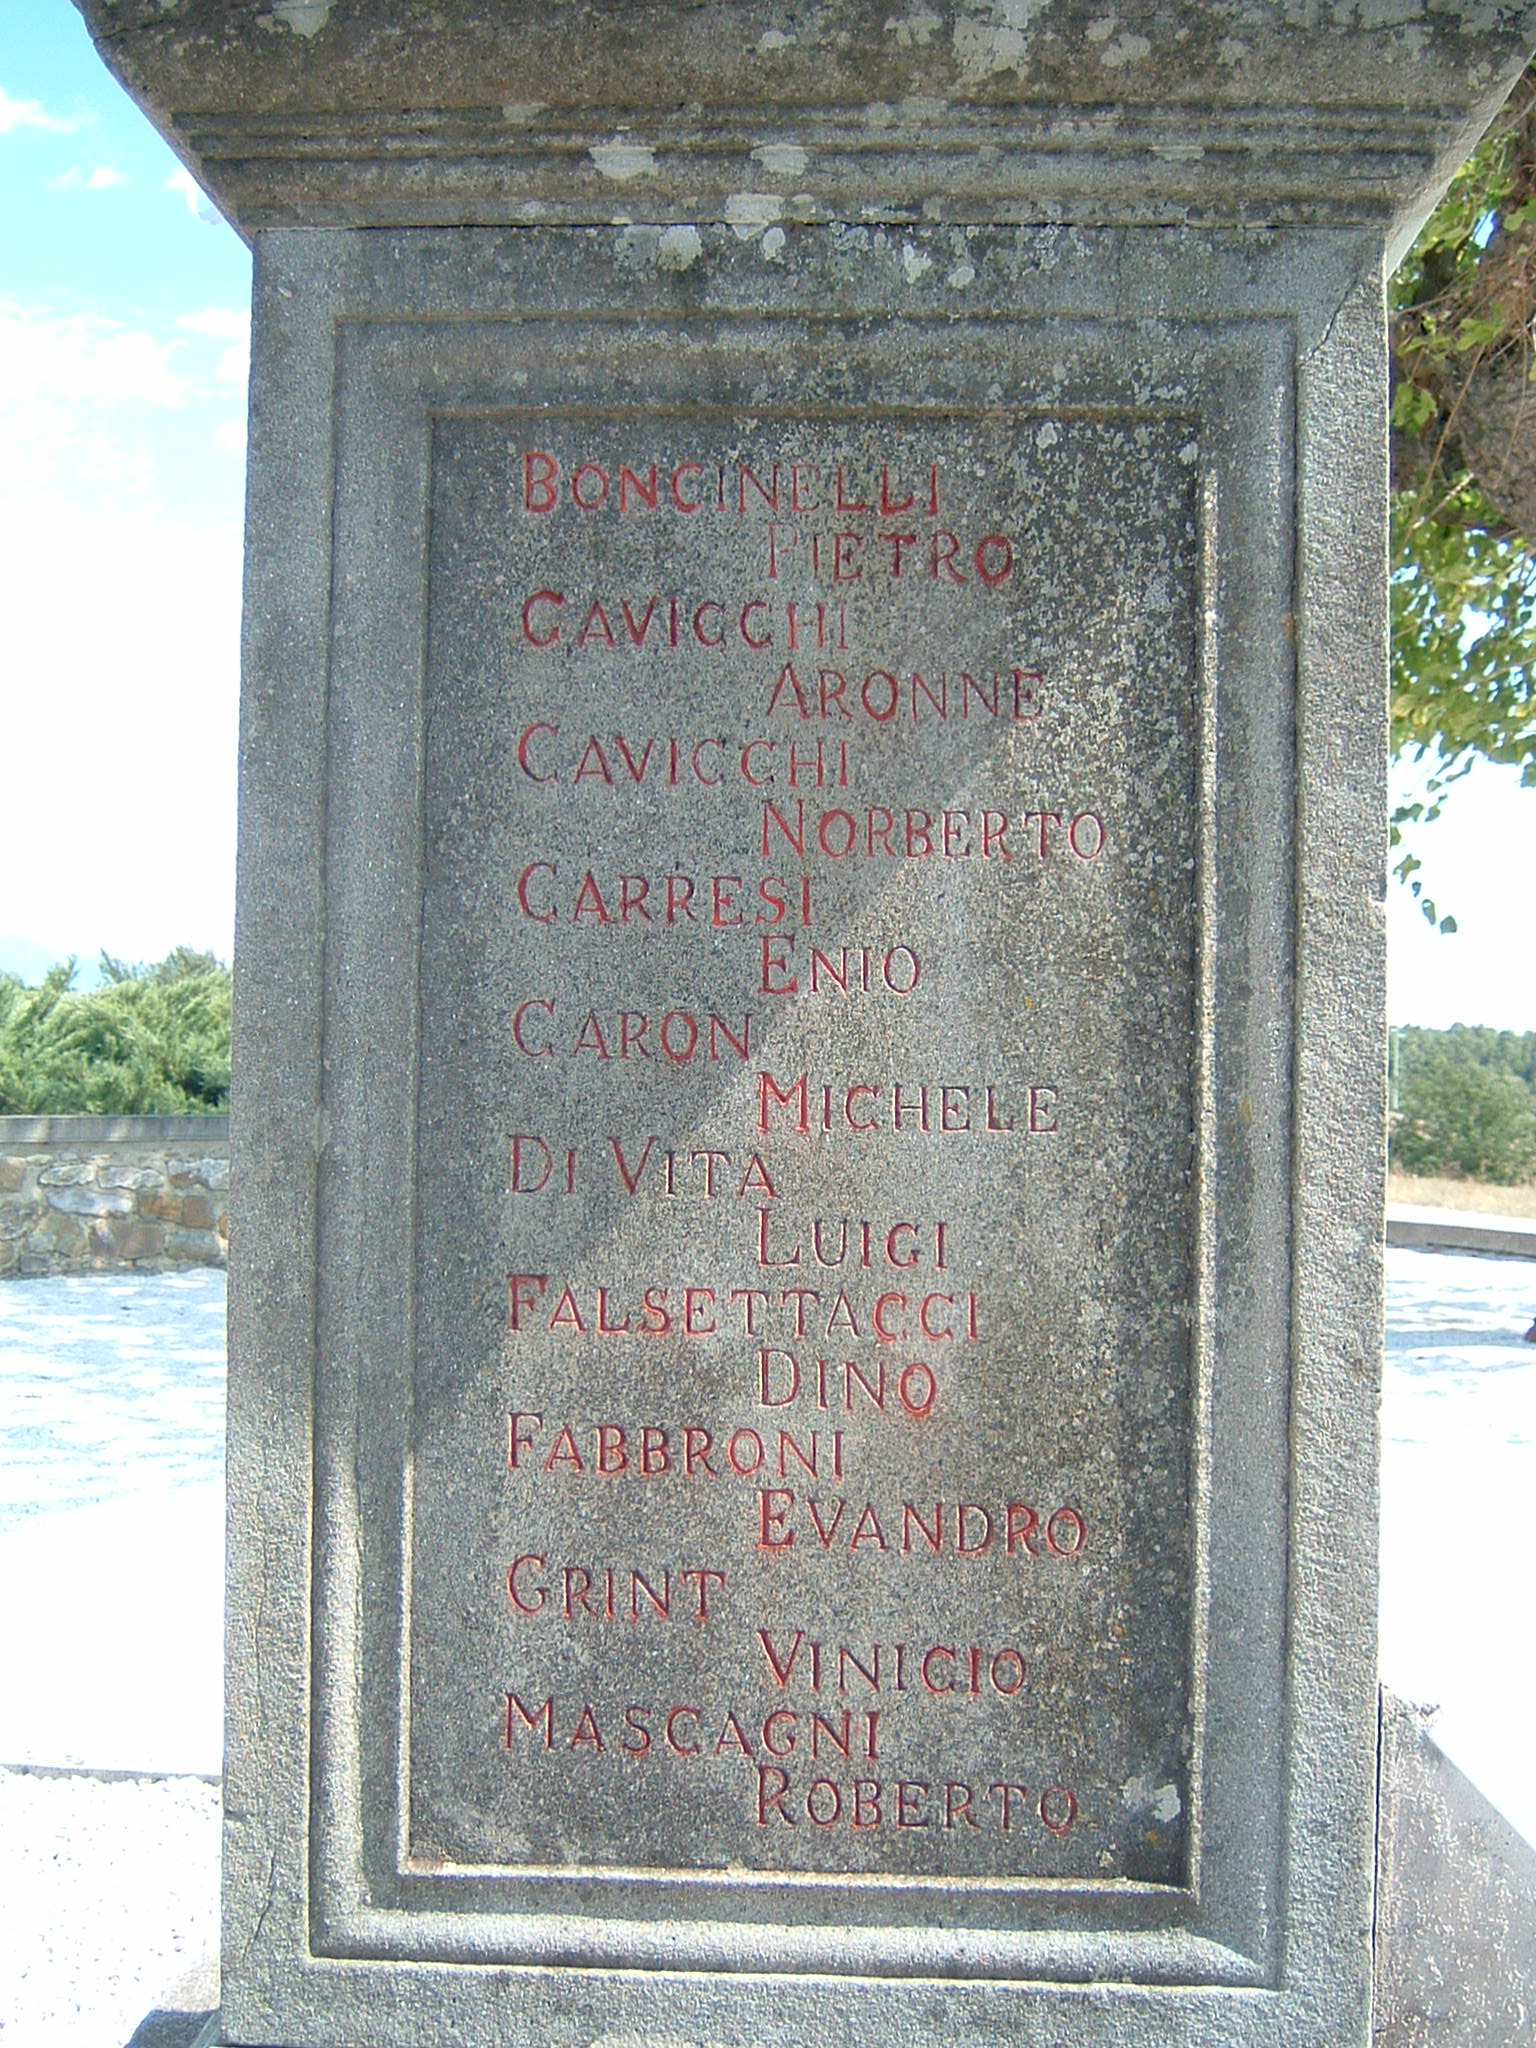 BONCINELLI
PIETRO
CAVICCHI
ARONNE
CAVICCHI
NORBERTO
CARRESI
ENIO
CARON
MICHELE
DI VITA
LUIGI
FALSETTACCI
DINO
FABBRONI
EVANDRO
GRINT
VINICIO
MASCAGNI
ROBERTO